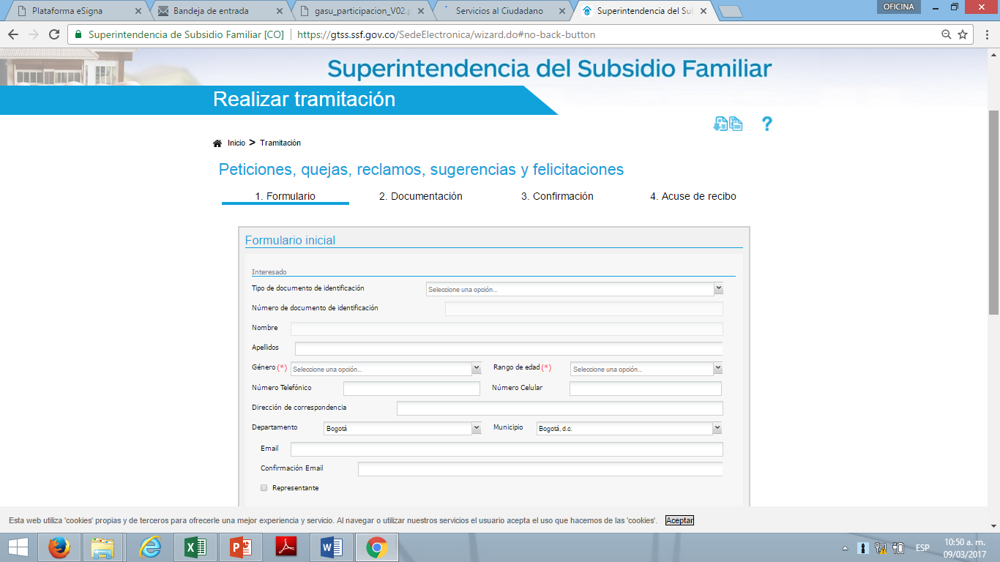 Plataforma eSigna
Bandeja de entrada
gasu_participacion_V02.p
Servicios al Ciudadano
Superintendencia del Su
OFICINA
Superintendencia de Subsidio Familiar [CO] https://gtss.ssf.gov.co/SedeElectronica/wizard.do#no-back-button
Superintendencia del Subsidio Familiar
Realizar tramitación
?
Inicio > Tramitación
Peticiones, quejas, reclamos, sugerencias y felicitaciones
1. Formulario 2. Documentación 3. Confirmación 4. Acuse de recibo
Formulario inicial
Interesado
Tipo de documento de identificación Seleccione una opción...
Número de documento de identificación
Nombre
Apellidos
Género (*) Seleccione una opción... Rango de edad (*) Seleccione una opción...
Número Telefónico Número Celular
Dirección de correspondencia
Departamento Bogotá Municipio Bogotá, d.c.
Email
Confirmación Email
Representante
Esta web utiliza 'cookies' propias y de terceros para ofrecerle una mejor experiencia y servicio. Al navegar o utilizar nuestros servicios el usuario acepta el uso que hacemos de las 'cookies'. Aceptar
ESP
10:50 a. m.
09/03/2017